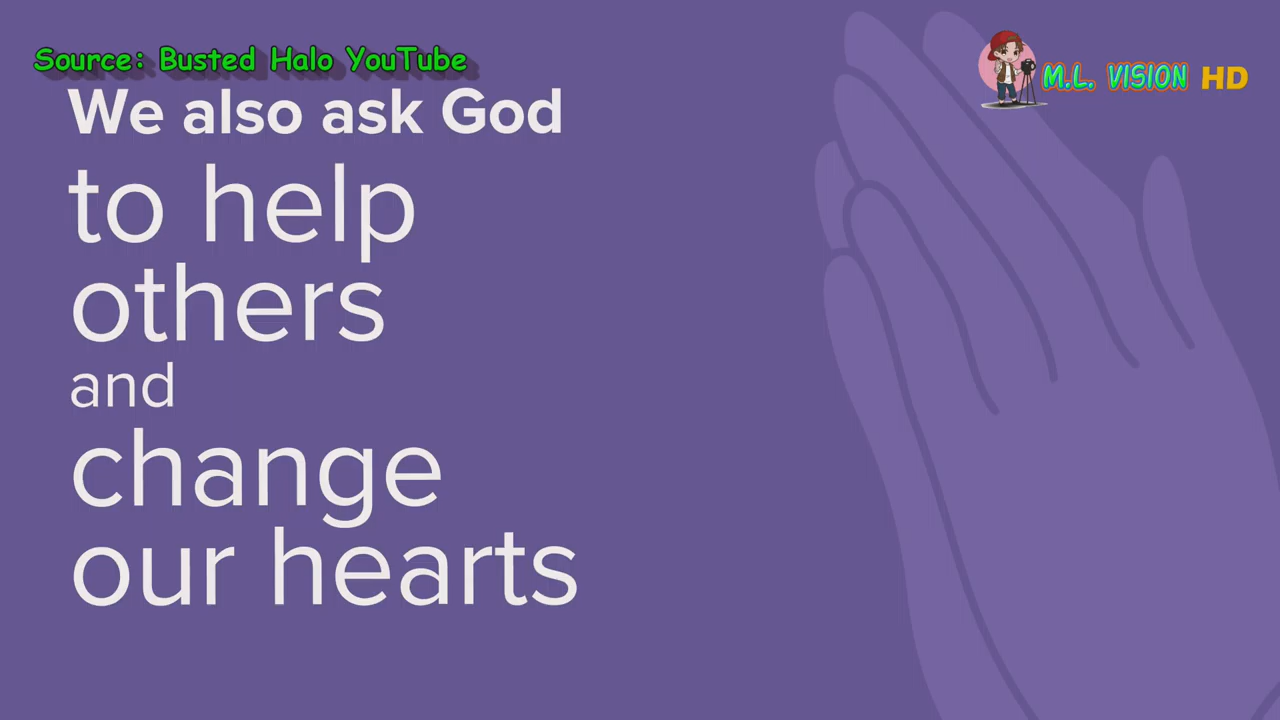 Source: Busted Halo YouTube
M.L. VISION HD
We also ask God
to help
others
and
change
our hearts